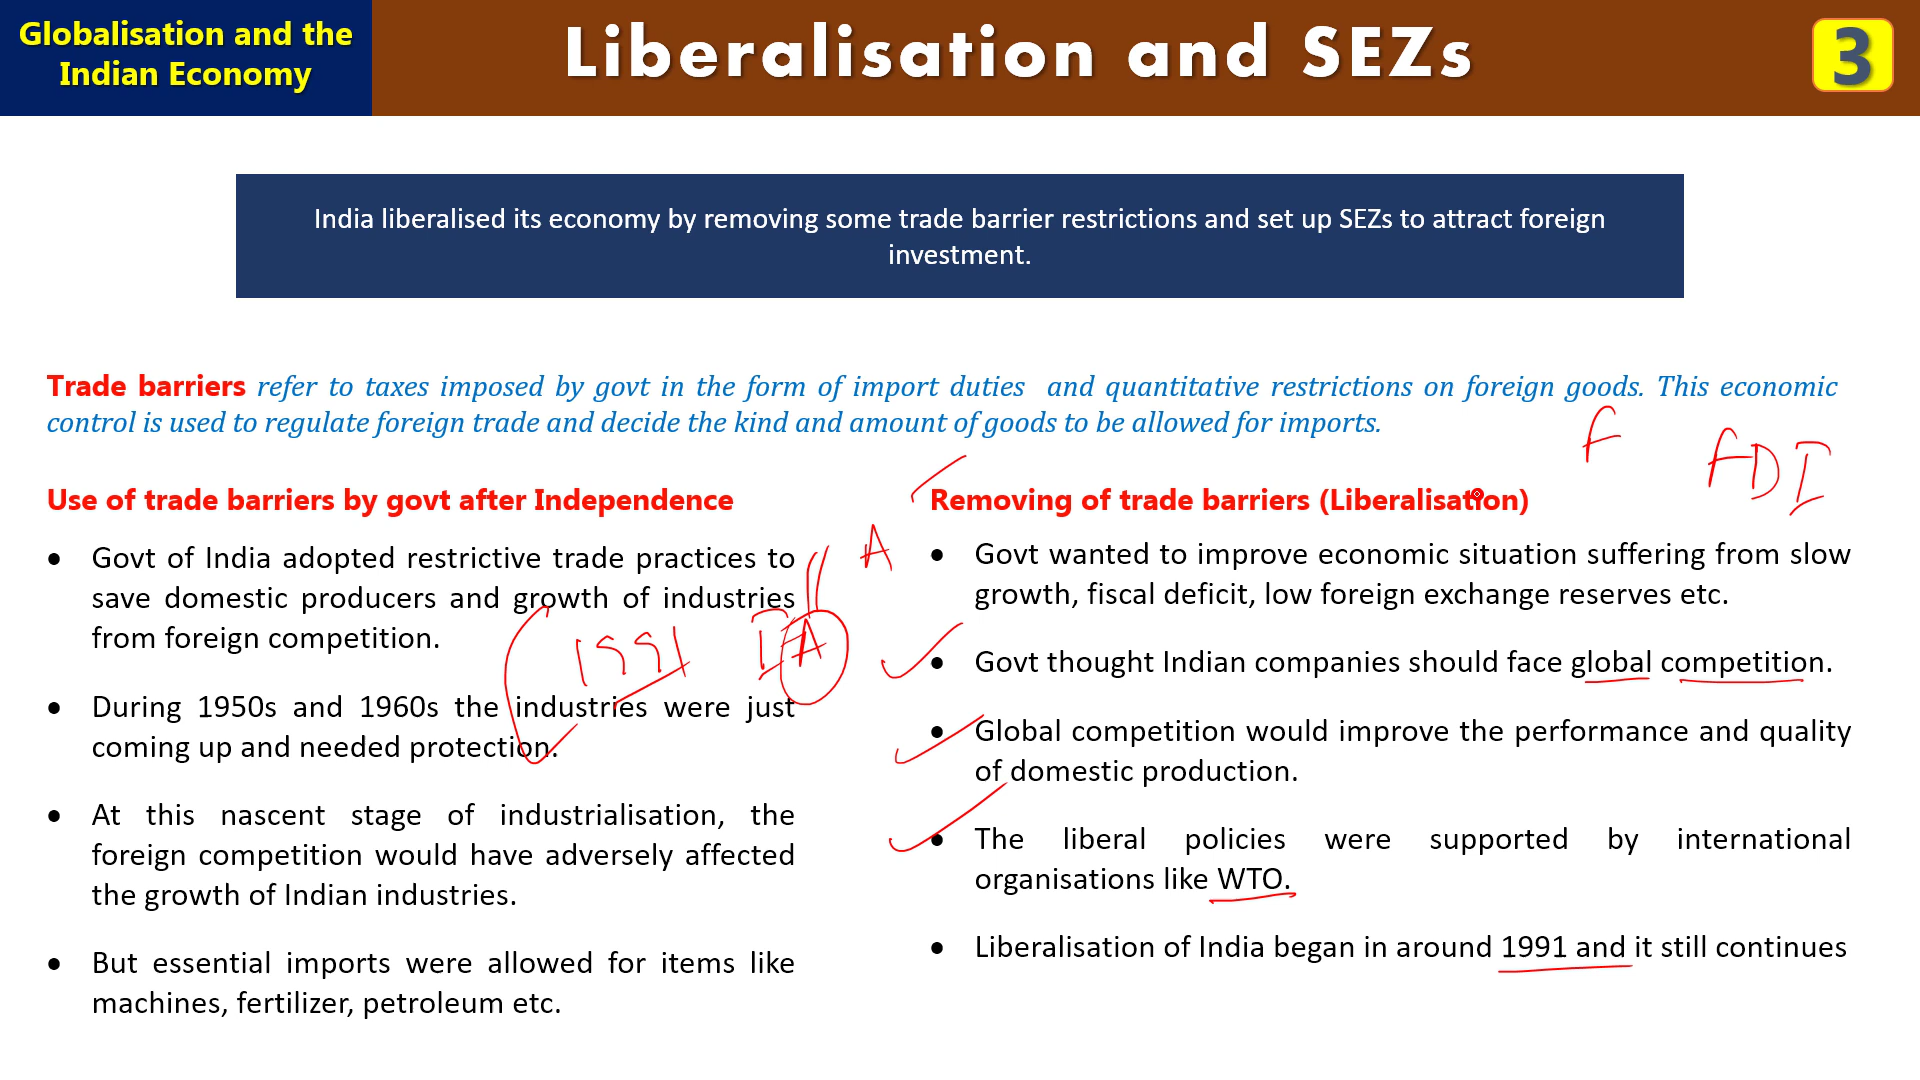 Globalisation and the
Indian Economy
Liberalisation and SEZs
3
India liberalised its economy by removing some trade barrier restrictions and set up SEZs to attract foreign
investment.
Trade barriers refer to taxes imposed by govt in the form of import duties and quantitative restrictions on foreign goods. This economic
control is used to regulate foreign trade and decide the kind and amount of goods to be allowed for imports.
F
FDI
Use of trade barriers by govt after Independence
• Govt of India adopted restrictive trade practices to
save domestic producers and growth of industries
from foreign competition.
• During 1950s and 1960s the industries were just
coming up and needed protection.
• At this nascent stage of industrialisation, the
foreign competition would have adversely affected
the growth of Indian industries.
• But essential imports were allowed for items like
machines, fertilizer, petroleum etc.
1991
A
A
Removing of trade barriers (Liberalisation)
• Govt wanted to improve economic situation suffering from slow
growth, fiscal deficit, low foreign exchange reserves etc.
• Govt thought Indian companies should face global competition.
• Global competition would improve the performance and quality
of domestic production.
• The liberal policies were supported by international
organisations like WTO.
• Liberalisation of India began in around 1991 and it still continues